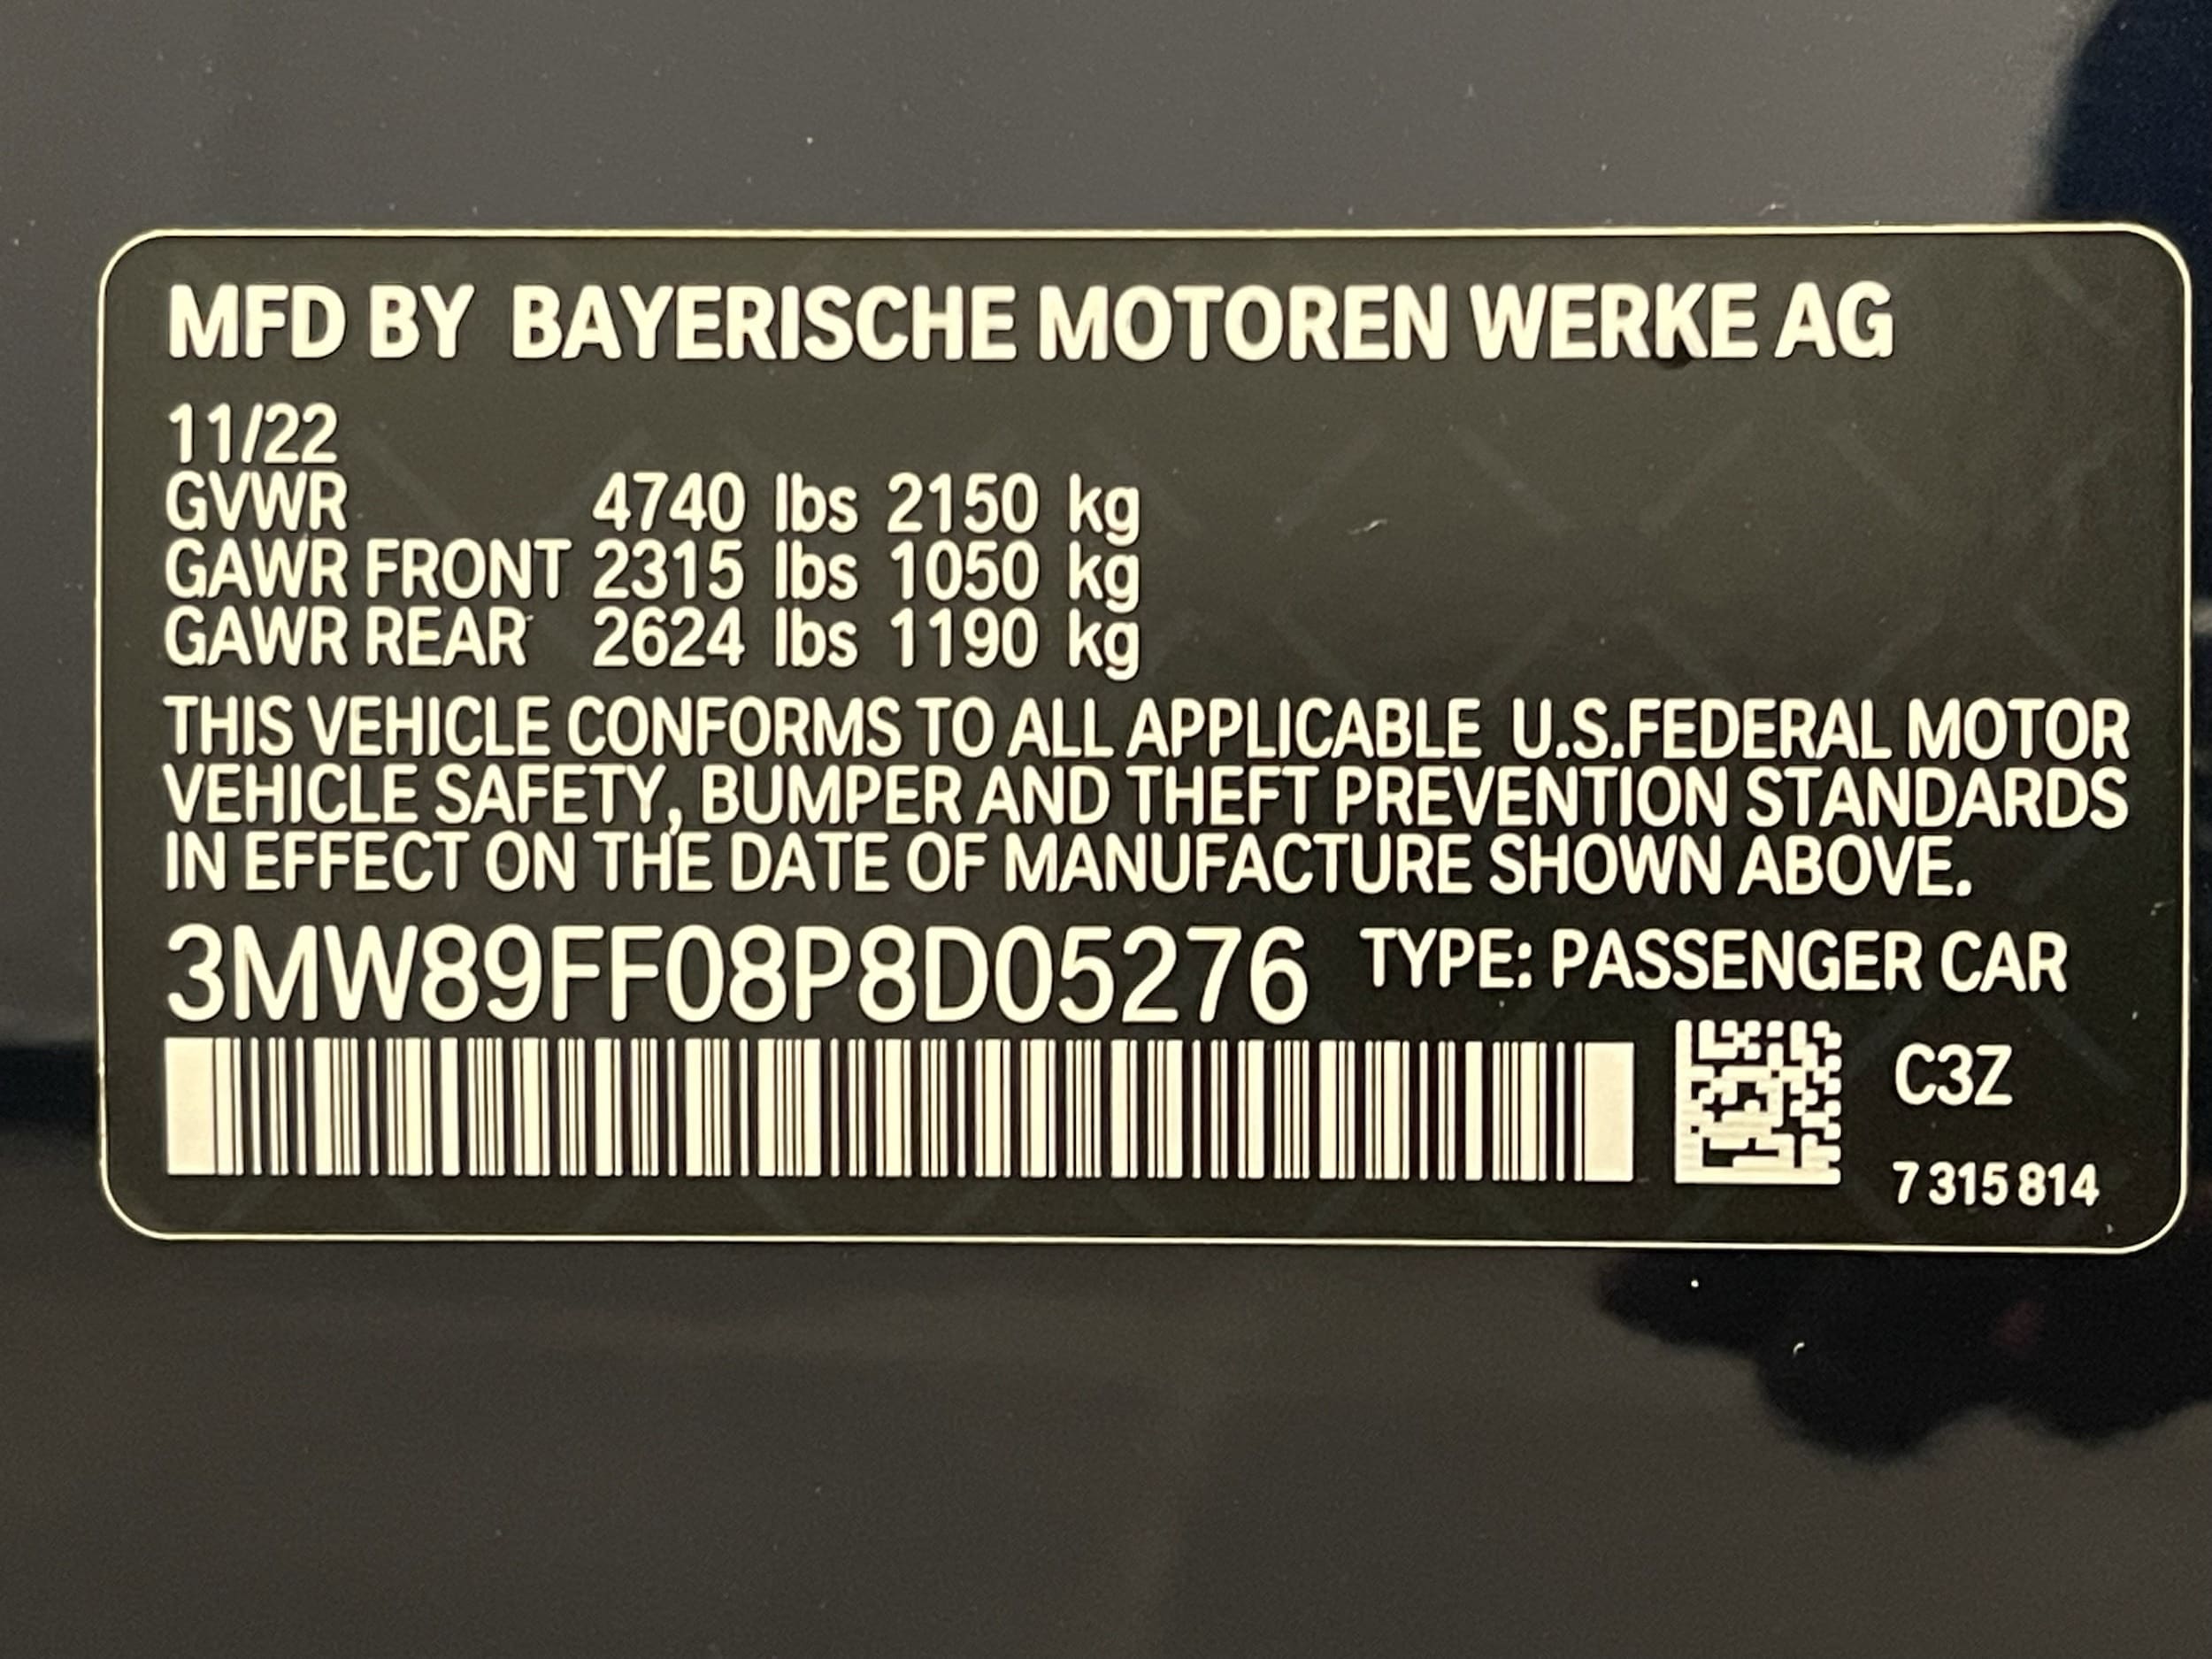 MFD BY BAYERISCHE MOTOREN WERKE AG
11/22
GVWR 4740 lbs 2150 kg
GAWR FRONT 2315 lbs 1050 kg
GAWR REAR 2624 lbs 1190 kg
THIS VEHICLE CONFORMS TO ALL APPLICABLE U.S.FEDERAL MOTOR
VEHICLE SAFETY, BUMPER AND THEFT PREVENTION STANDARDS
IN EFFECT ON THE DATE OF MANUFACTURE SHOWN ABOVE.
3MW89FF08P8D05276 TYPE: PASSENGER CAR
C3Z
7 315 814